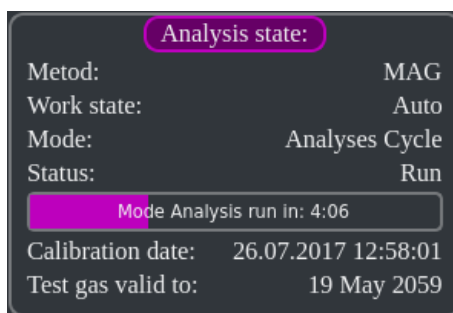 Analysis state:
Metod: MAG
Work state: Auto
Mode: Analyses Cycle
Status: Run
Mode Analysis run in: 4:06
Calibration date: 26.07.2017 12:58:01
Test gas valid to: 19 May 2059